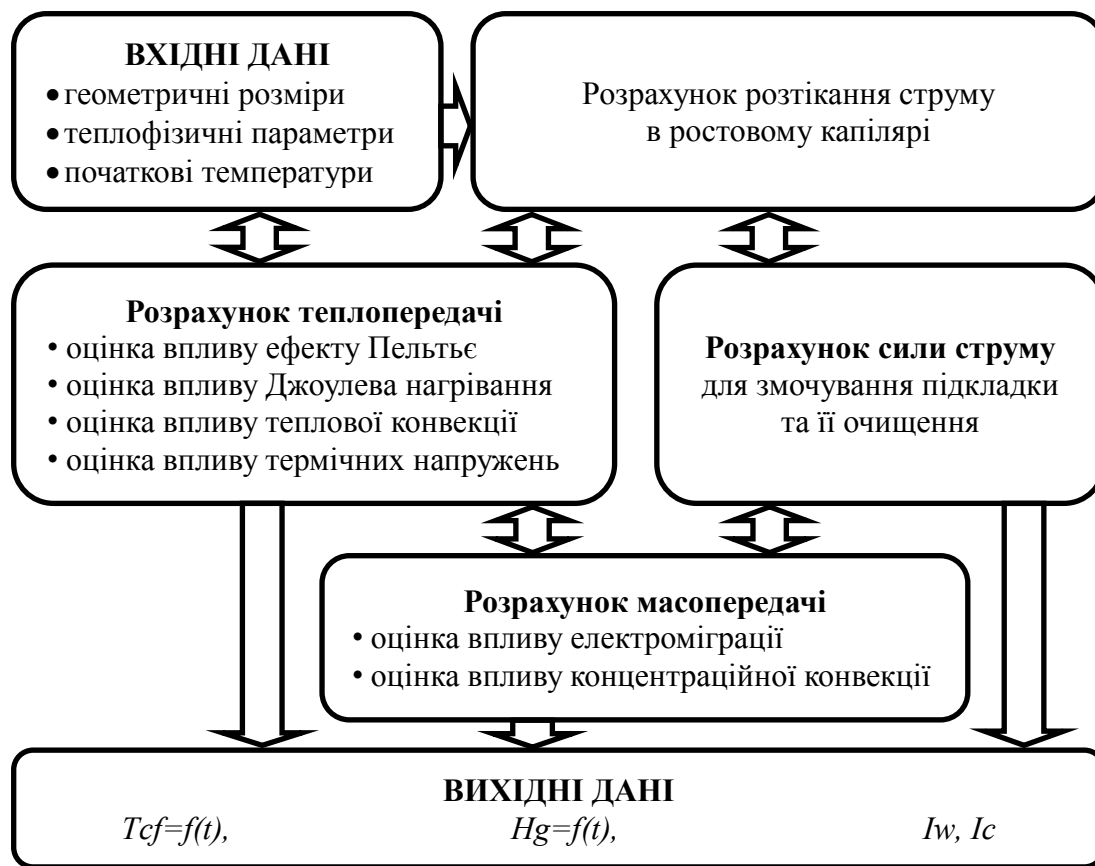 ВХІДНІ ДАНІ
• геометричні розміри
• теплофізичні параметри
• початкові температури
Розрахунок розтікання струму
в ростовому капілярі
Розрахунок теплопередачі
• оцінка впливу ефекту Пельтьє
• оцінка впливу Джоулева нагрівання
• оцінка впливу теплової конвекції
• оцінка впливу термічних напружень
Розрахунок сили струму
для змочування підкладки
та її очищення
Розрахунок масопередачі
• оцінка впливу електроміграції
• оцінка впливу концентраційної конвекції
ВИХІДНІ ДАНІ
Tcf=f(t), Hg=f(t), Iw, Ic